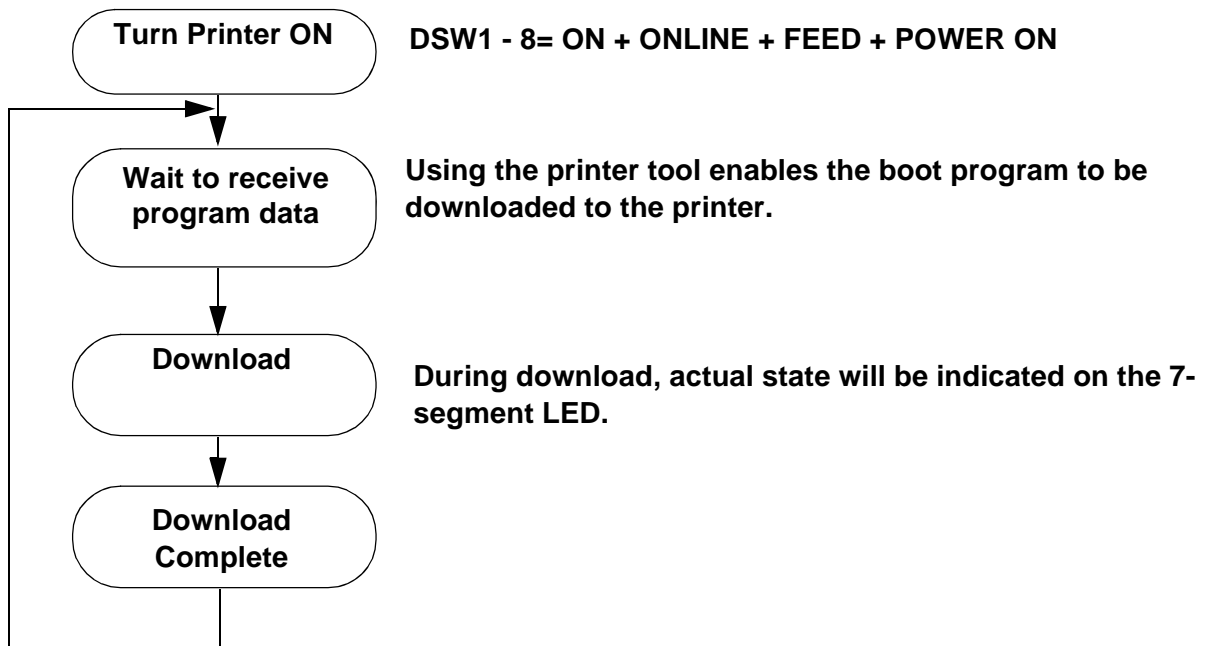 Turn Printer ON
DSW1 - 8= ON + ONLINE + FEED + POWER ON
Wait to receive
program data
Using the printer tool enables the boot program to be
downloaded to the printer.
Download
During download, actual state will be indicated on the 7-
segment LED.
Download
Complete